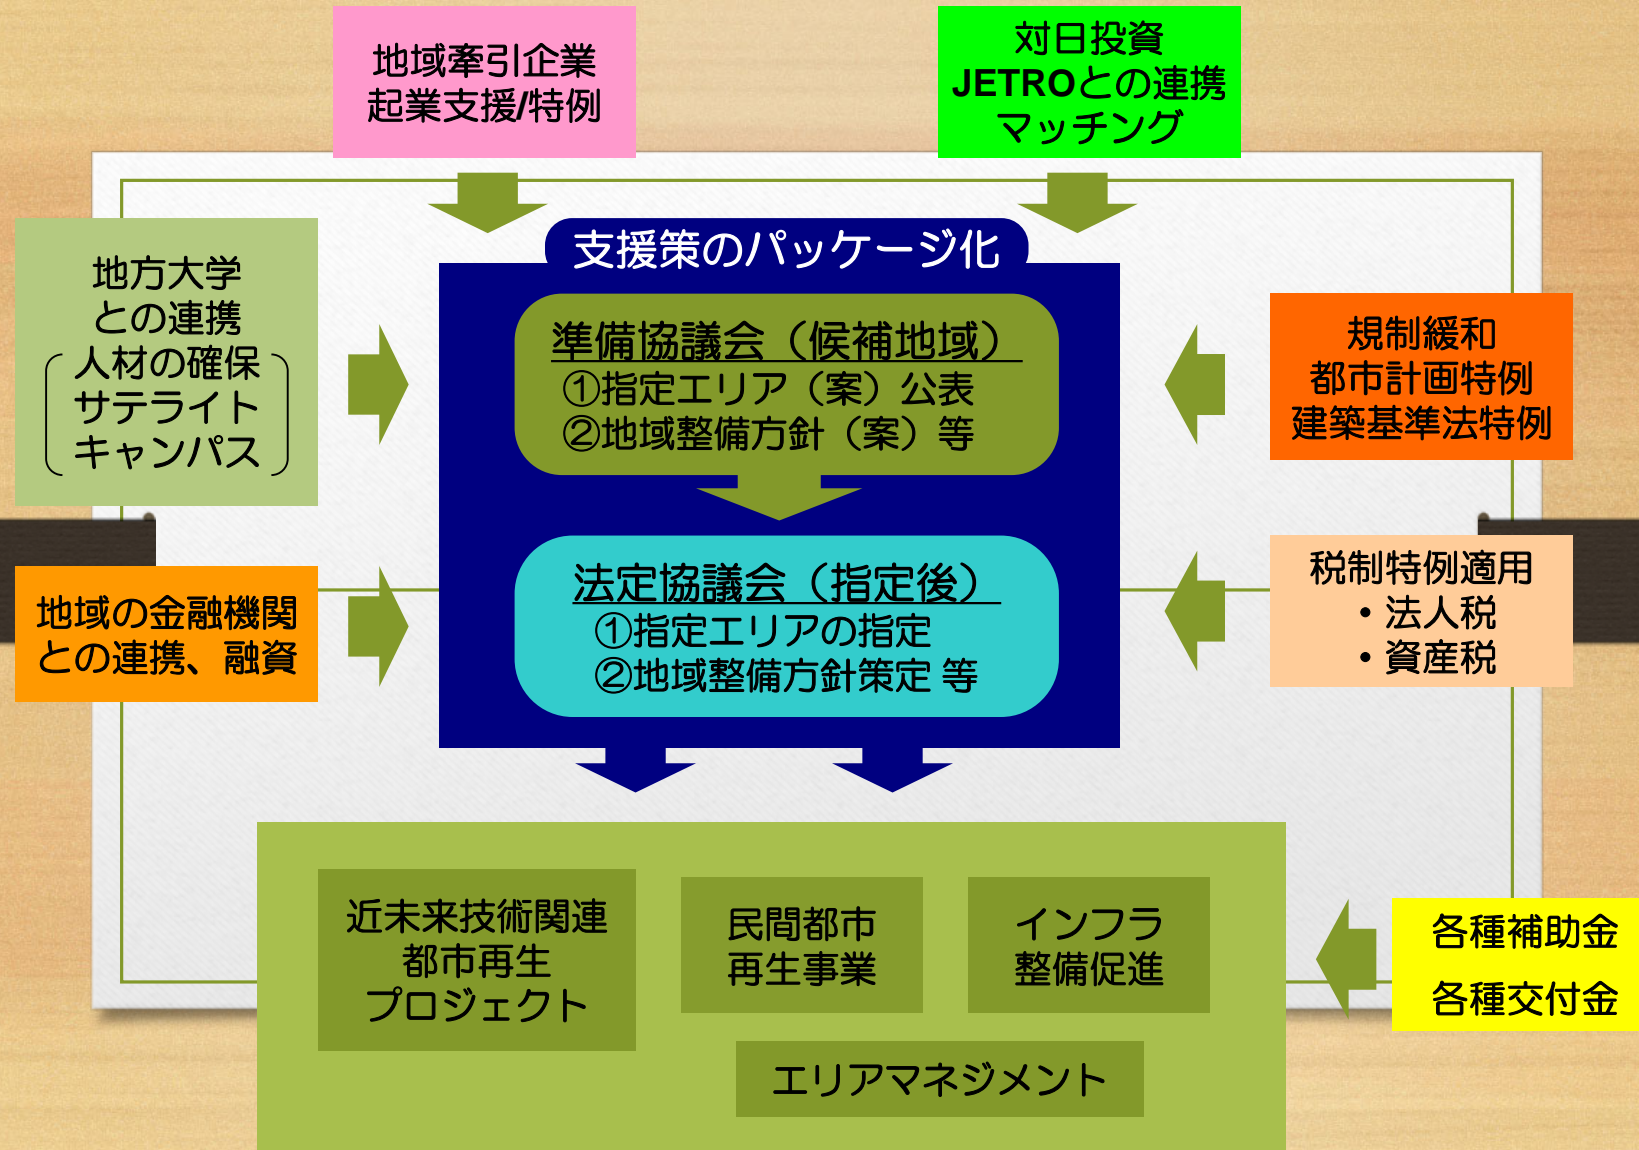 地域牽引企業
起業支援/特例
対日投資
JETROとの連携
マッチング
支援策のパッケージ化
地方大学
との連携
人材の確保
サテライト
キャンパス
準備協議会（候補地域）
①指定エリア（案）公表
②地域整備方針（案）等
規制緩和
都市計画特例
建築基準法特例
地域の金融機関
との連携、融資
法定協議会（指定後）
①指定エリアの指定
②地域整備方針策定 等
税制特例適用
・法人税
・資産税
近未来技術関連
都市再生
プロジェクト
民間都市
再生事業
インフラ
整備促進
エリアマネジメント
各種補助金
各種交付金